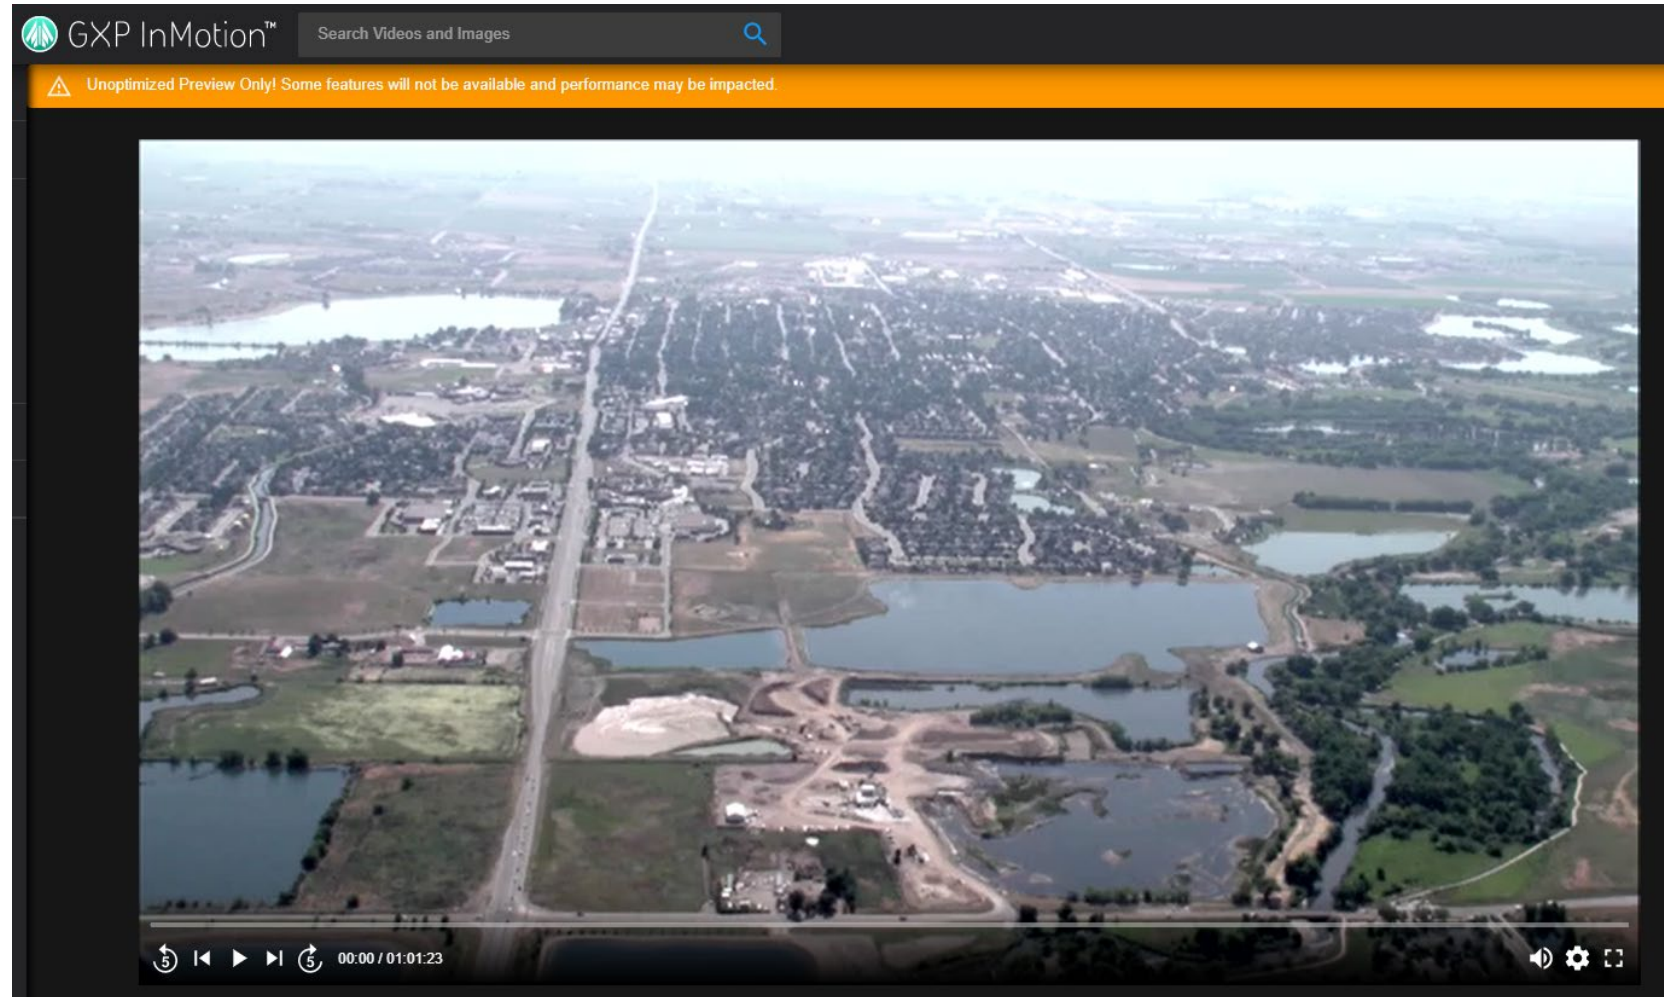 GXP InMotion™
Search Videos and Images
Unoptimized Preview Only! Some features will not be available and performance may be impacted.
5
5
00:00 / 01:01:23